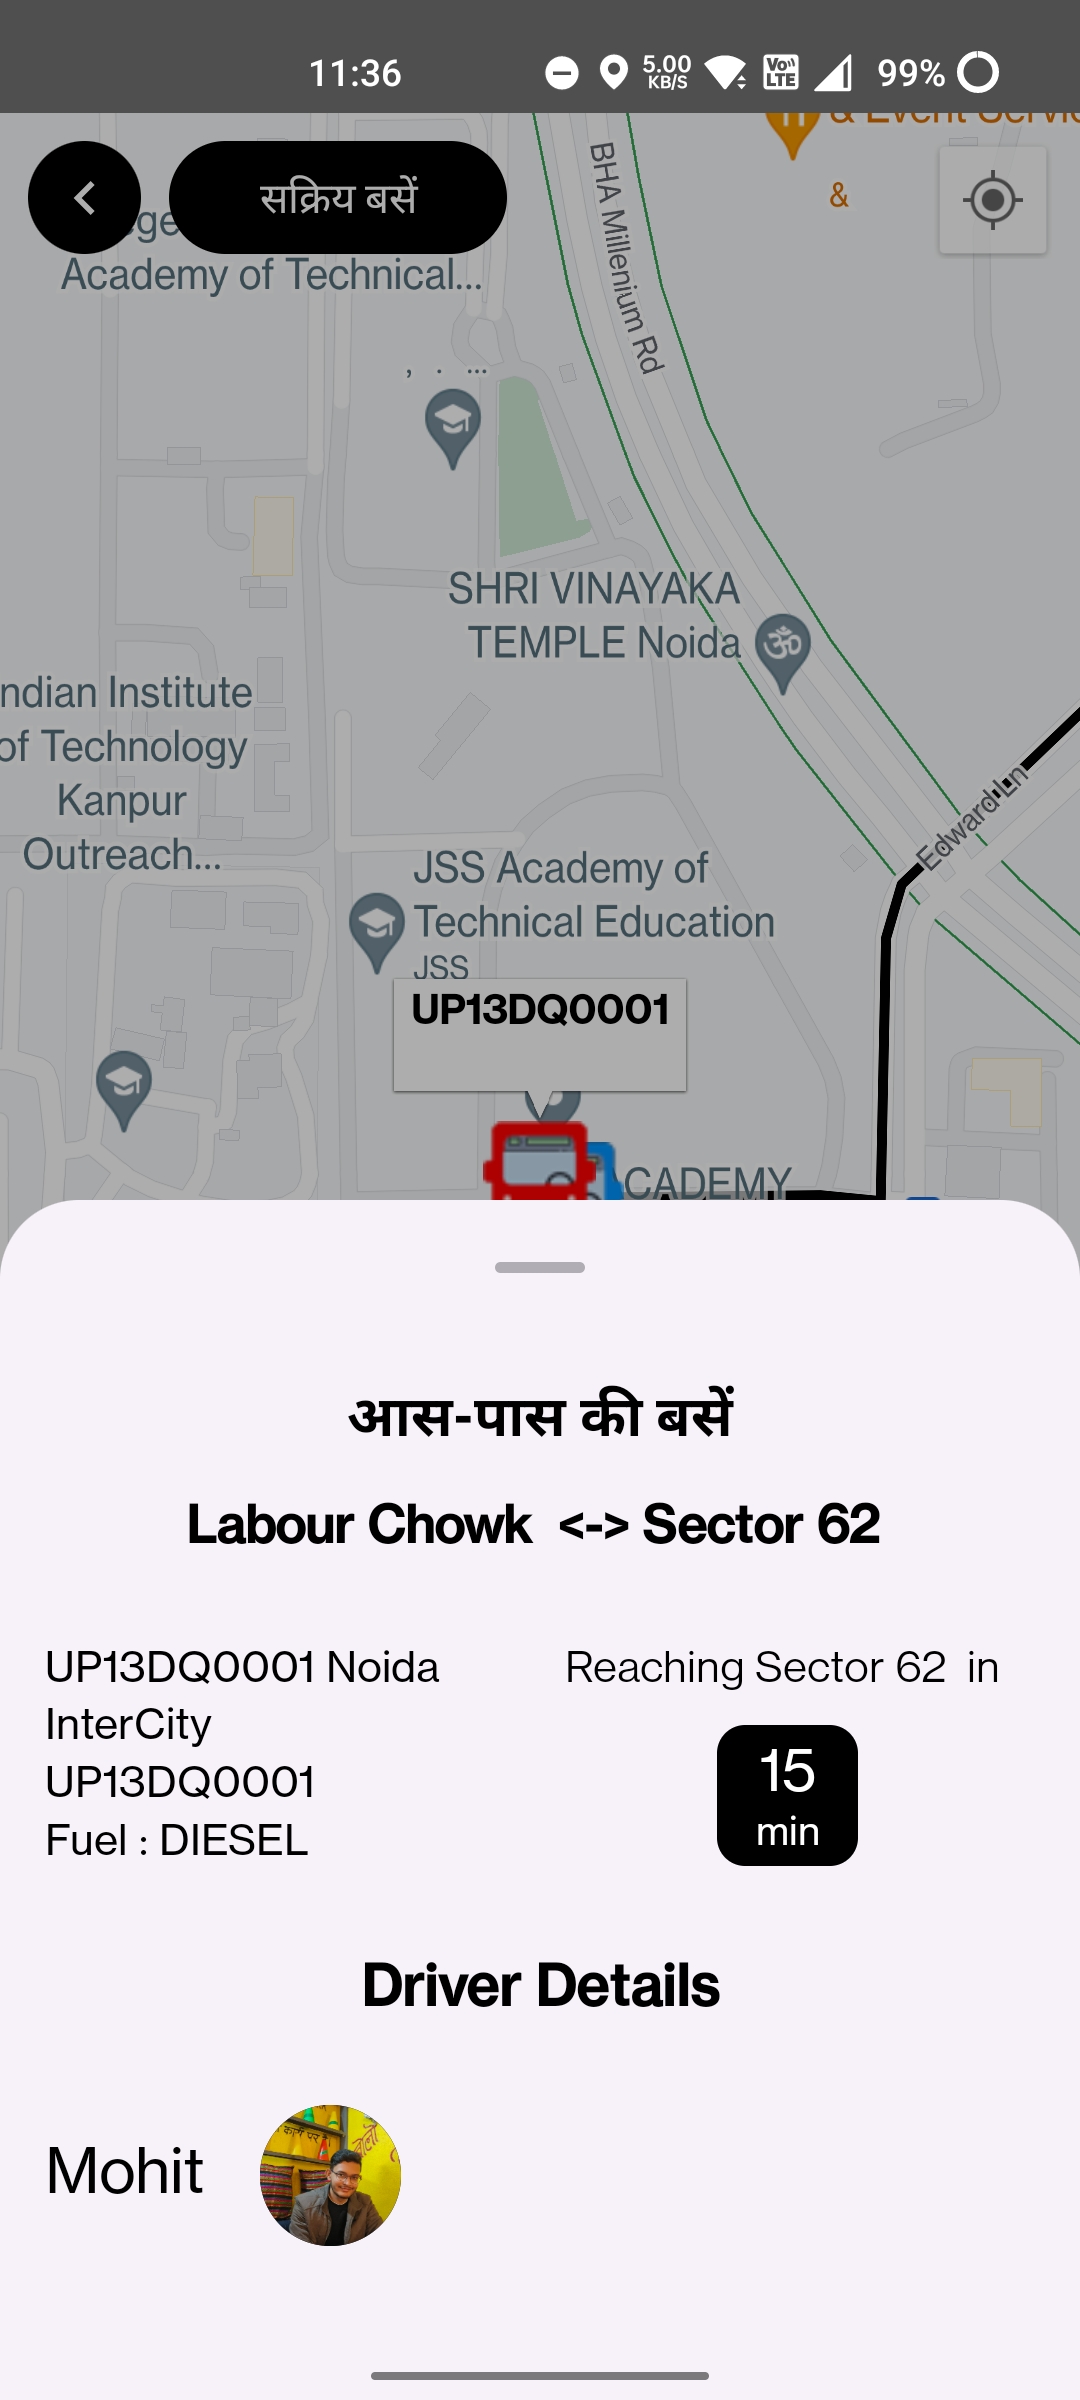 11:36
5.00
KB/S
Vo))
LTE
99%
& Event Servic
सक्रिय बसें
&
ege
Academy of Technical...
BHA Millenium Rd
, . ...
SHRI VINAYAKA
TEMPLE Noida
ॐ
ndian Institute
of Technology
Kanpur
Outreach...
Edward Ln
JSS Academy of
Technical Education
JSS
UP13DQ0001
CADEMY
आस-पास की बसें
Labour Chowk <-> Sector 62
UP13DQ0001 Noida
InterCity
UP13DQ0001
Fuel : DIESEL
Reaching Sector 62 in
15
min
Driver Details
Mohit